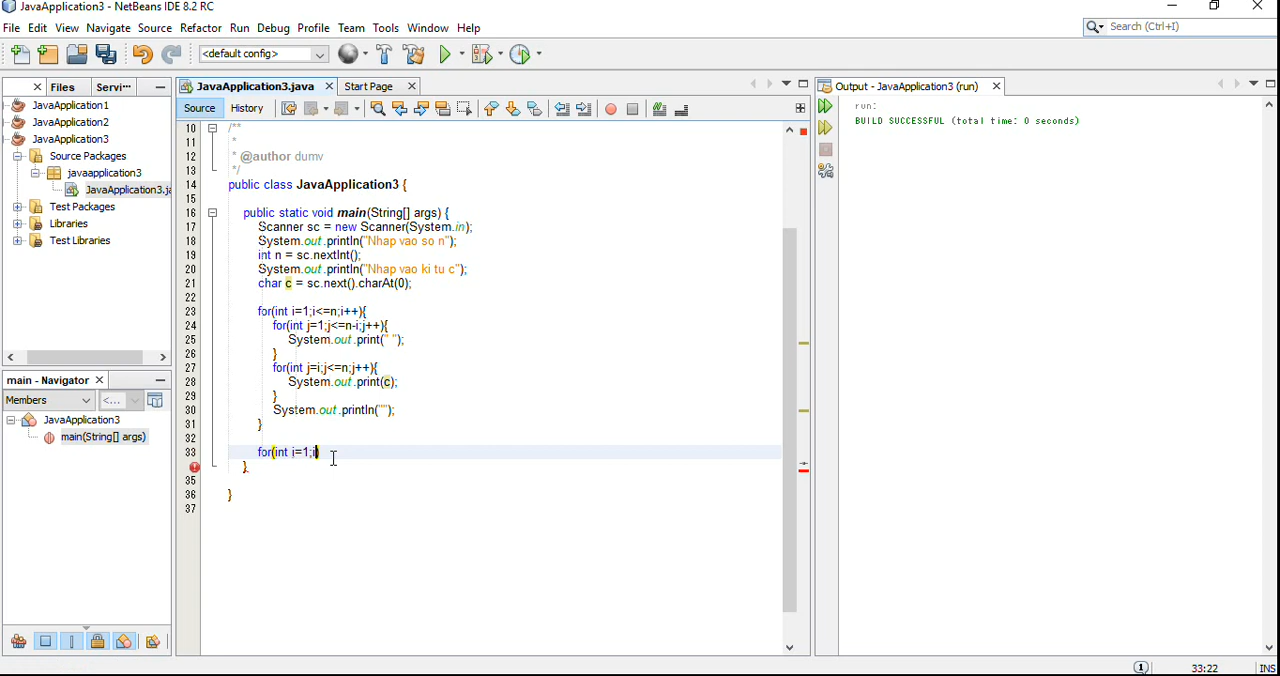 JavaApplication3 - NetBeans IDE 8.2 RC
File Edit View Navigate Source Refactor Run Debug Profile Team Tools Window Help
Search (Ctrl+I)
<default config>
Files Servi...
JavaApplication3.java Start Page
Output - JavaApplication3 (run)
Source History
JavaApplication1
JavaApplication2
JavaApplication3
Source Packages
javaapplication3
JavaApplication3.ja
Test Packages
Libraries
Test Libraries
main - Navigator
Members <...
JavaApplication3
main(String[] args)
10 /**
11 *
12 * @author dumv
13 */
14 public class JavaApplication3 {
15
16 public static void main(String[] args) {
17 Scanner sc = new Scanner(System.in);
18 System.out.println("Nhap vao so n");
19 int n = sc.nextInt();
20 System.out.println("Nhap vao ki tu c");
21 char c = sc.next().charAt(0);
22
23 for(int i=1;i<=n;i++){
24 for(int j=1;j<=n-i;j++){
25 System.out.print(" ");
26 }
27 for(int j=i;j<=n;j++){
28 System.out.print(c);
29 }
30 System.out.println("");
31 }
32
33 for(int i=1;i)
}
35
36 }
37
run:
BUILD SUCCESSFUL (total time: 0 seconds)
33:22 INS